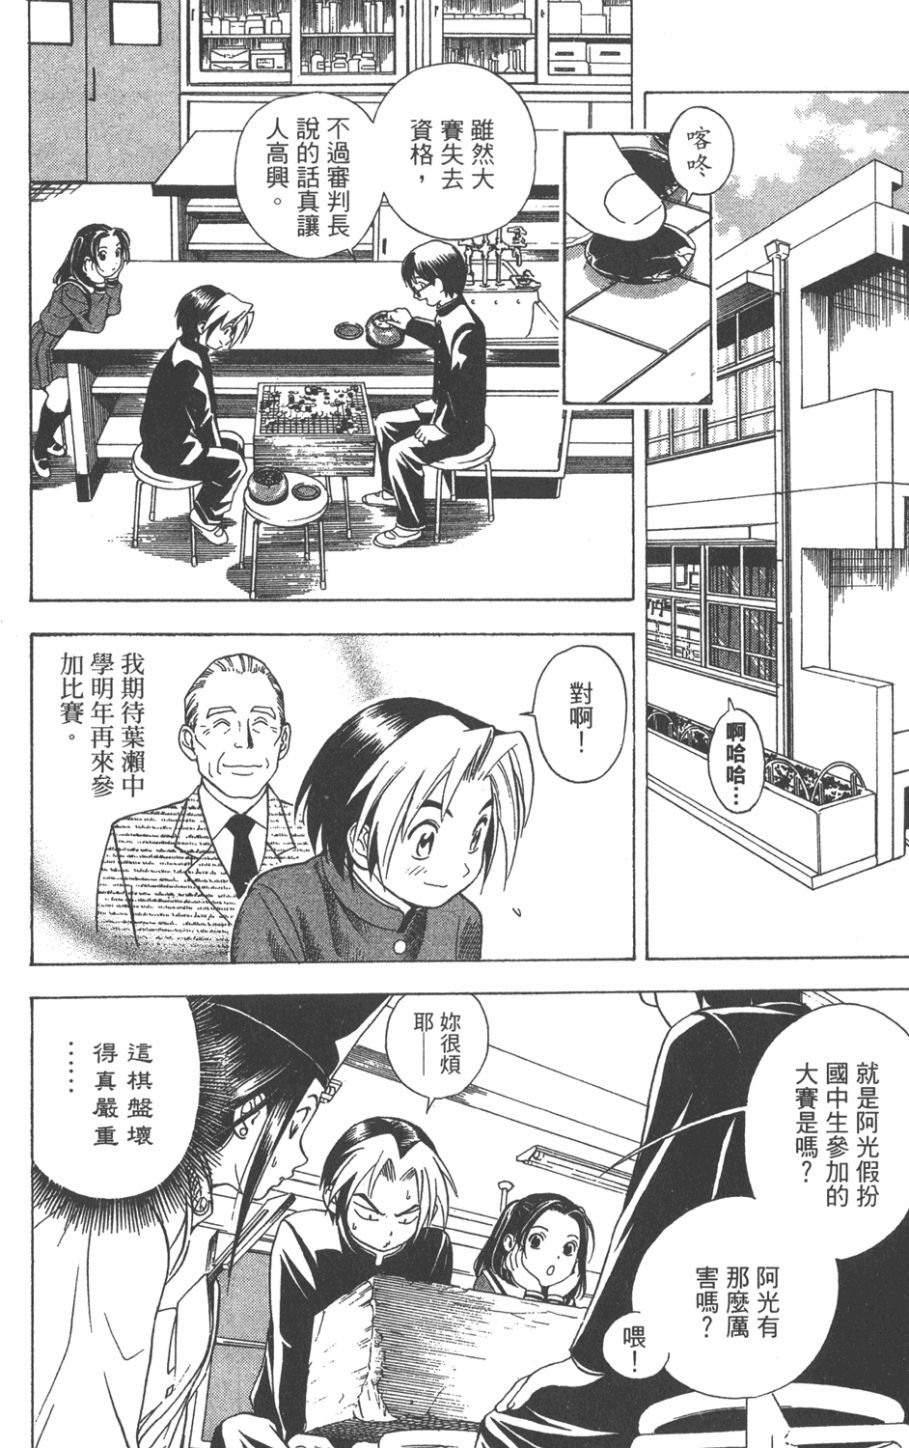 喀咚
啊哈哈…
雖然大
賽失去
資格，
不過審判長
說的話真讓
人高興。
對啊！
我期待葉瀨中
學明年再來參
加比賽。
就是阿光假扮
國中生參加的
大賽是嗎？
阿光有
那麼厲
害嗎？
喂！
妳很煩
耶──
這棋盤壞
得真嚴重
……